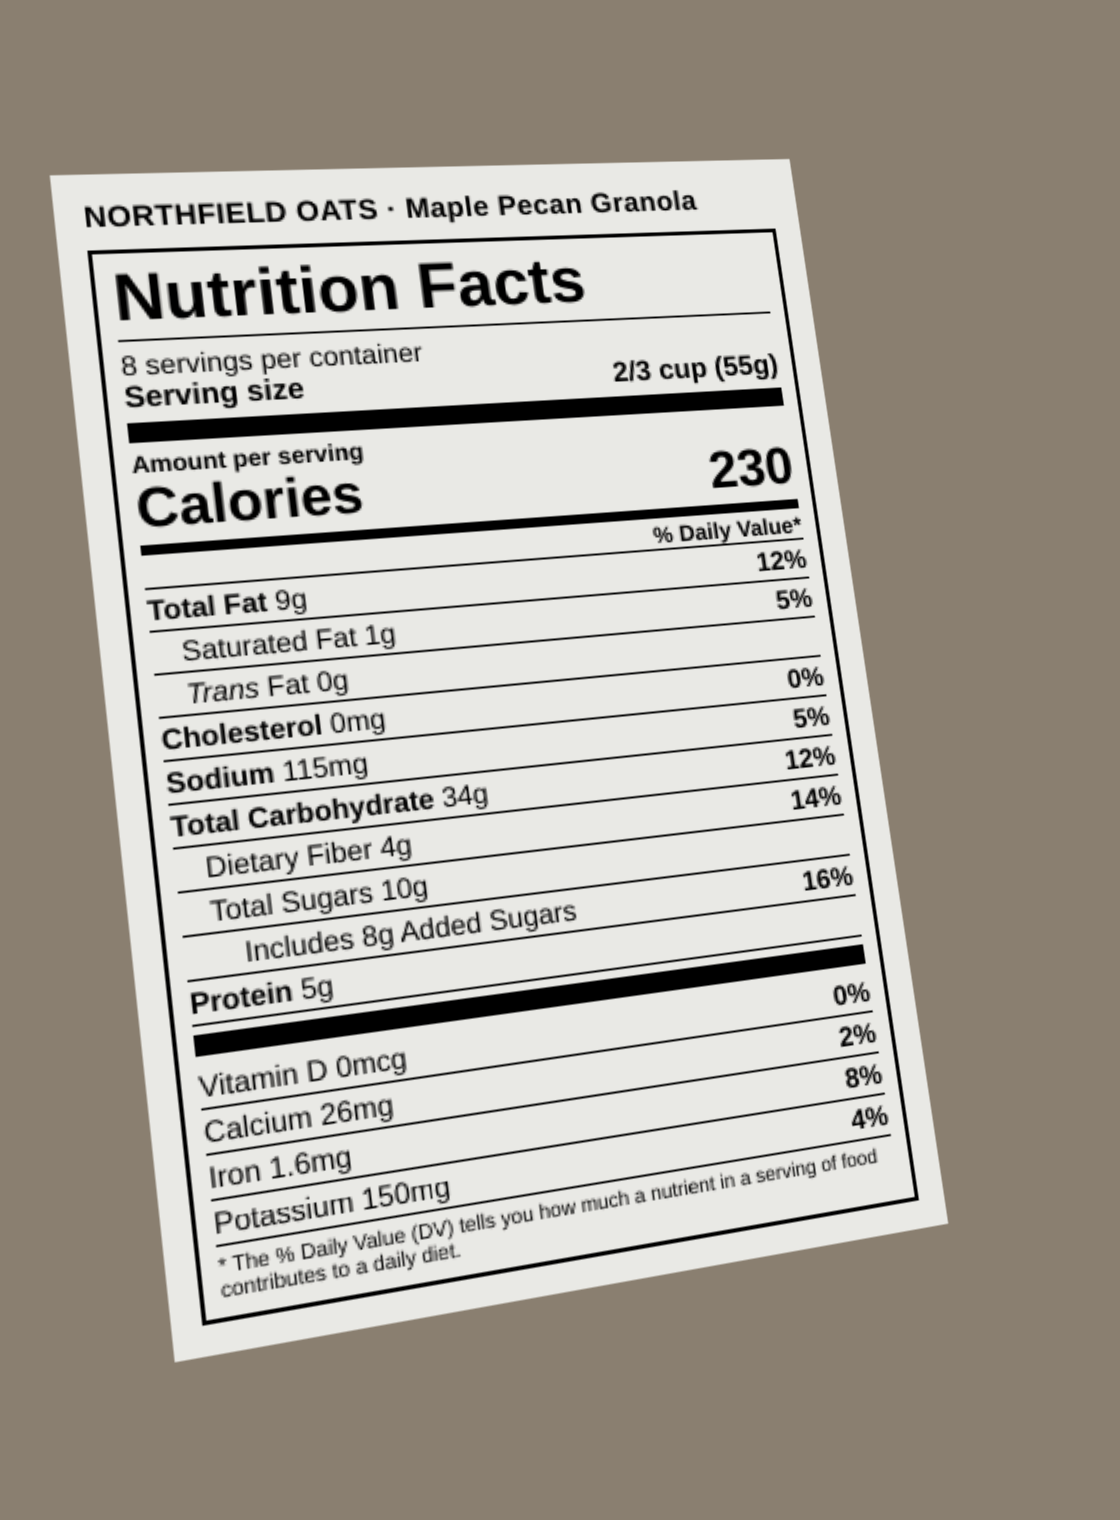 NORTHFIELD OATS · Maple Pecan Granola
Nutrition Facts
8 servings per container
Serving size 2/3 cup (55g)
Amount per serving
Calories 230
% Daily Value*
Total Fat 9g 12%
Saturated Fat 1g 5%
Trans Fat 0g
Cholesterol 0mg 0%
Sodium 115mg 5%
Total Carbohydrate 34g 12%
Dietary Fiber 4g 14%
Total Sugars 10g
Includes 8g Added Sugars 16%
Protein 5g
Vitamin D 0mcg 0%
Calcium 26mg 2%
Iron 1.6mg 8%
Potassium 150mg 4%
* The % Daily Value (DV) tells you how much a nutrient in a serving of food
contributes to a daily diet.